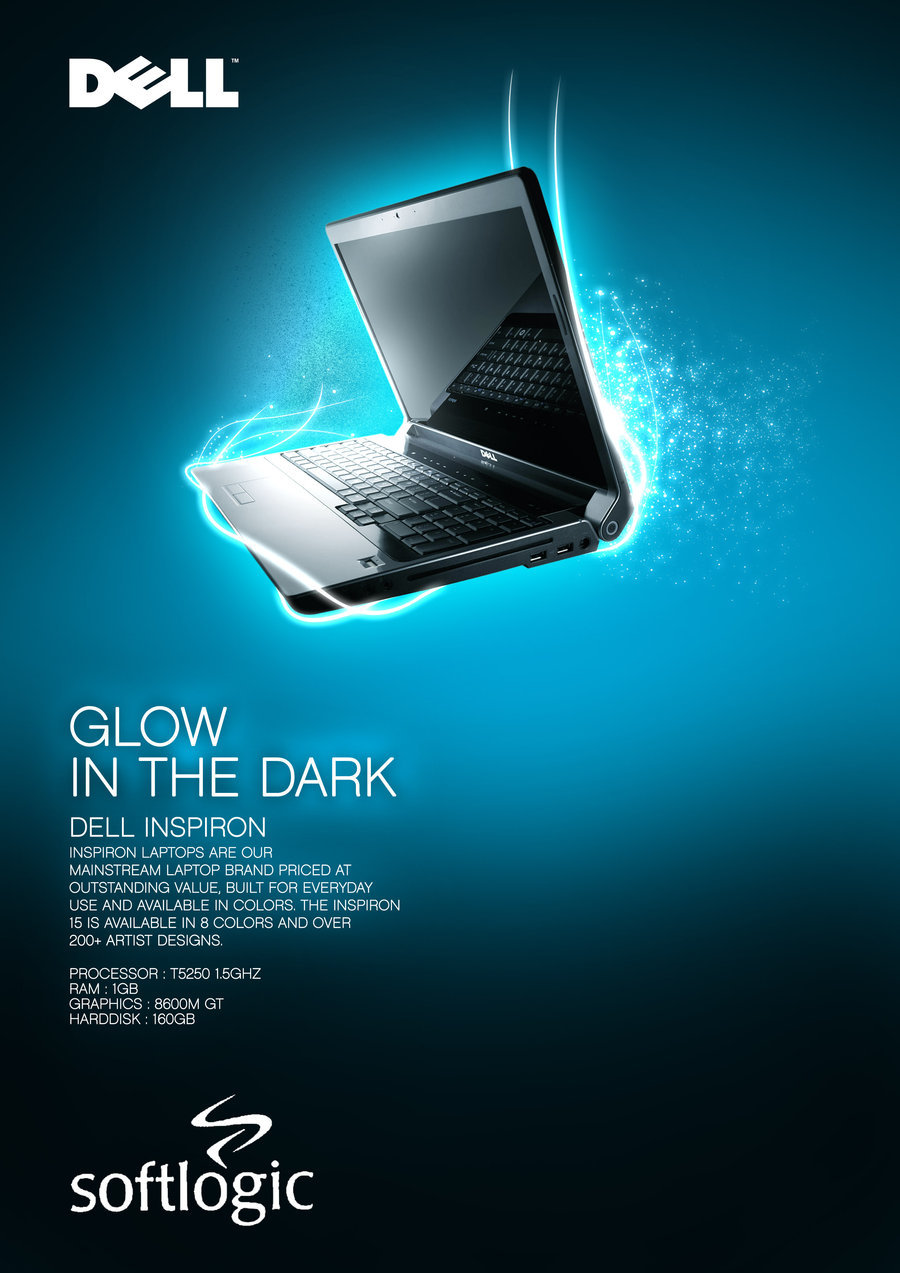 DELL™
DELL
GLOW
IN THE DARK
DELL INSPIRON
INSPIRON LAPTOPS ARE OUR
MAINSTREAM LAPTOP BRAND PRICED AT
OUTSTANDING VALUE, BUILT FOR EVERYDAY
USE AND AVAILABLE IN COLORS. THE INSPIRON
15 IS AVAILABLE IN 8 COLORS AND OVER
200+ ARTIST DESIGNS.
PROCESSOR : T5250 1.5GHZ
RAM : 1GB
GRAPHICS : 8600M GT
HARDDISK : 160GB
softlogic